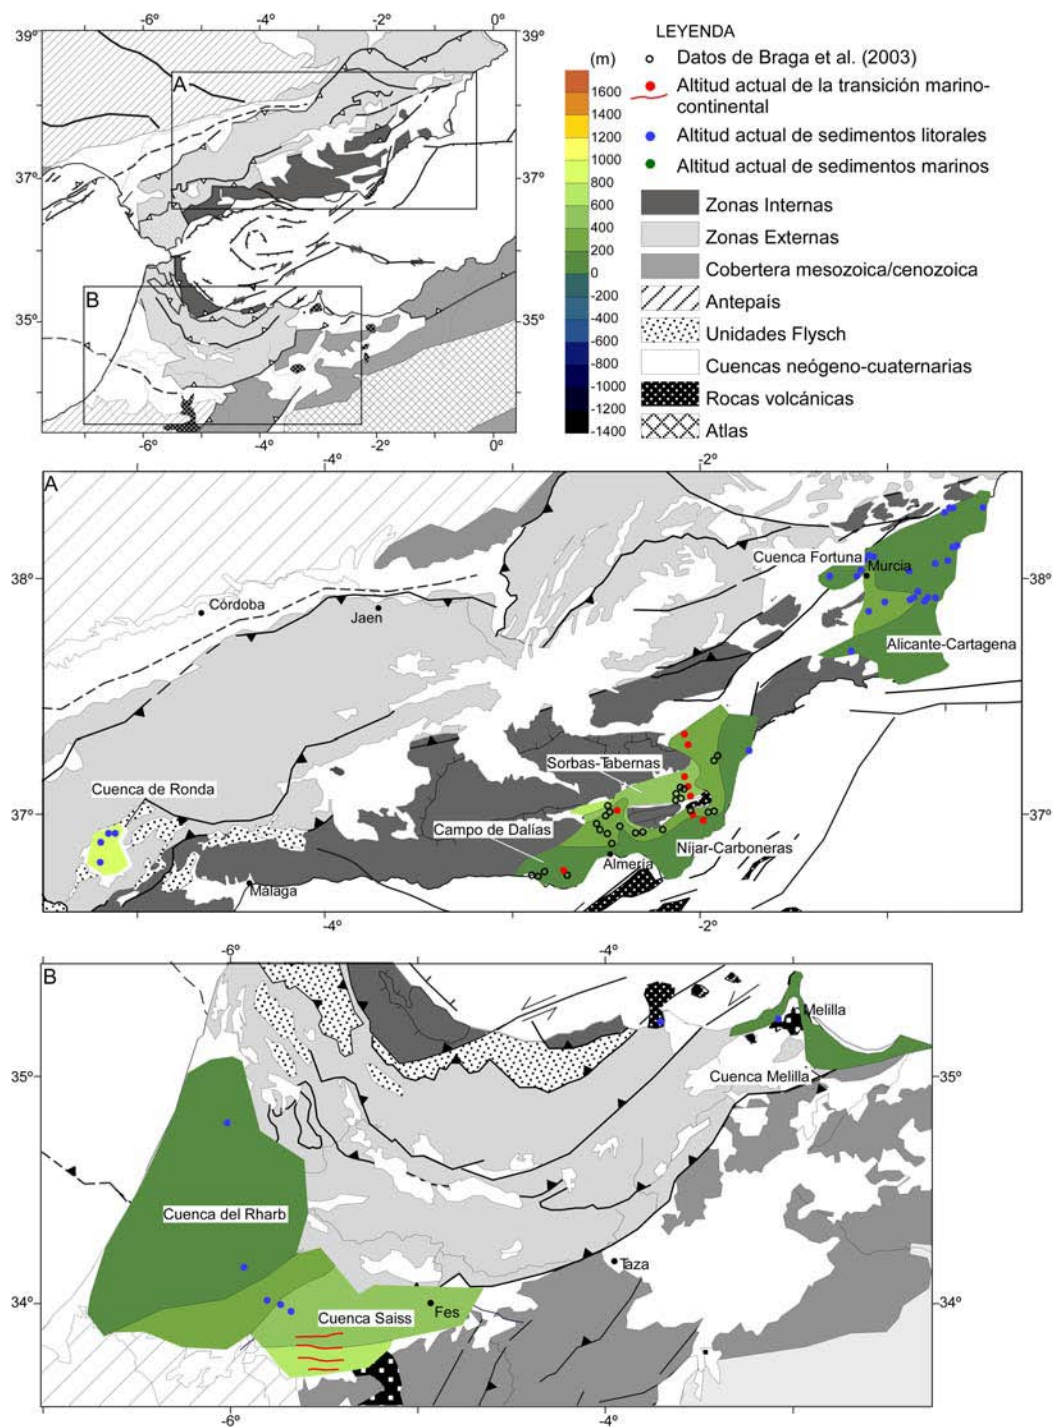 -6º
-4º
-2º
0º
39º
39º
A
37º
37º
B
35º
35º
-6º
-4º
-2º
0º
(m)
1600
1400
1200
1000
800
600
400
200
0
-200
-400
-600
-800
-1000
-1200
-1400
LEYENDA
Datos de Braga et al. (2003)
Altitud actual de la transición marino-
continental
Altitud actual de sedimentos litorales
Altitud actual de sedimentos marinos
Zonas Internas
Zonas Externas
Cobertera mesozoica/cenozoica
Antepaís
Unidades Flysch
Cuencas neógeno-cuaternarias
Rocas volcánicas
Atlas
-4º
-2º
A
Cuenca Fortuna
Murcia
38º
38º
Córdoba
Jaen
Alicante-Cartagena
Sorbas-Tabernas
Cuenca de Ronda
37º
37º
Campo de Dalías
Níjar-Carboneras
Almería
Málaga
-4º
-2º
-6º
-4º
B
Melilla
35º
35º
Cuenca Melilla
Cuenca del Rharb
Taza
34º
34º
Cuenca Saiss
Fes
-6º
-4º